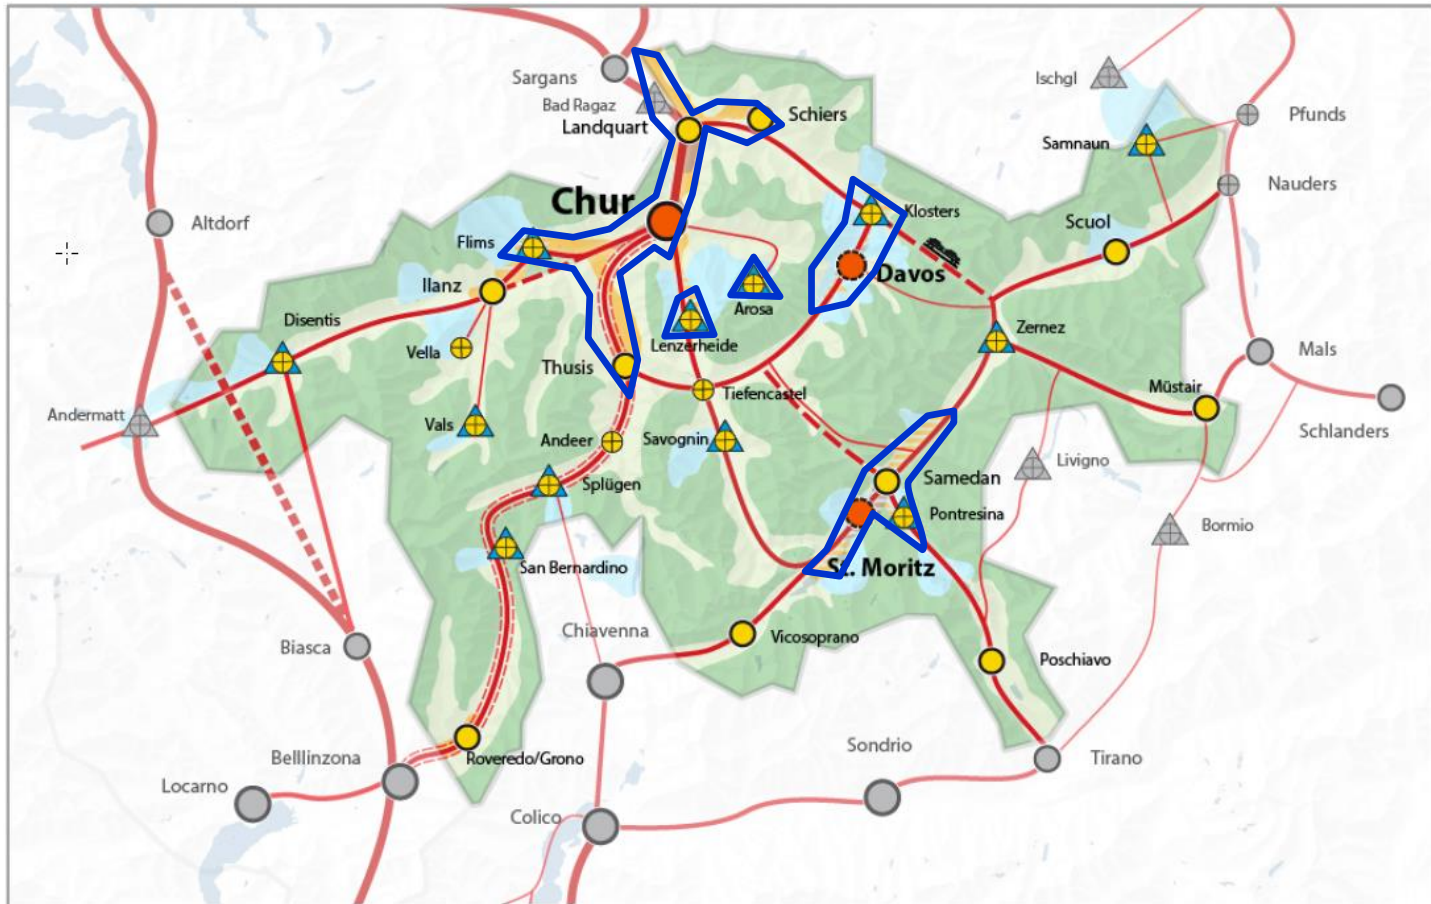 Sargans
Bad Ragaz
Landquart
Schiers
Ischgl
Pfunds
Samnaun
Nauders
Altdorf
Chur
Klosters
Scuol
Flims
Davos
Ilanz
Arosa
Disentis
Zernez
Vella
Lenzerheide
Mals
Thusis
Tiefencastel
Müstair
Andermatt
Vals
Andeer
Savognin
Schlanders
Livigno
Splügen
Samedan
Pontresina
Bormio
San Bernardino
St. Moritz
Chiavenna
Vicosoprano
Biasca
Poschiavo
Belllinzona
Roveredo/Grono
Sondrio
Tirano
Locarno
Colico